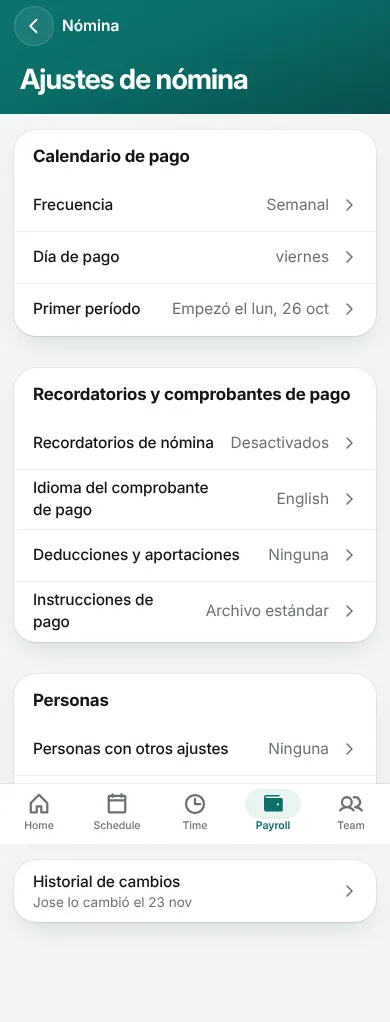 Nómina
Ajustes de nómina
Calendario de pago
Frecuencia Semanal
Día de pago viernes
Primer período Empezó el lun, 26 oct
Recordatorios y comprobantes de pago
Recordatorios de nómina Desactivados
Idioma del comprobante
de pago English
Deducciones y aportaciones Ninguna
Instrucciones de
pago Archivo estándar
Personas
Personas con otros ajustes Ninguna
Home Schedule Time Payroll Team
Historial de cambios
Jose lo cambió el 23 nov